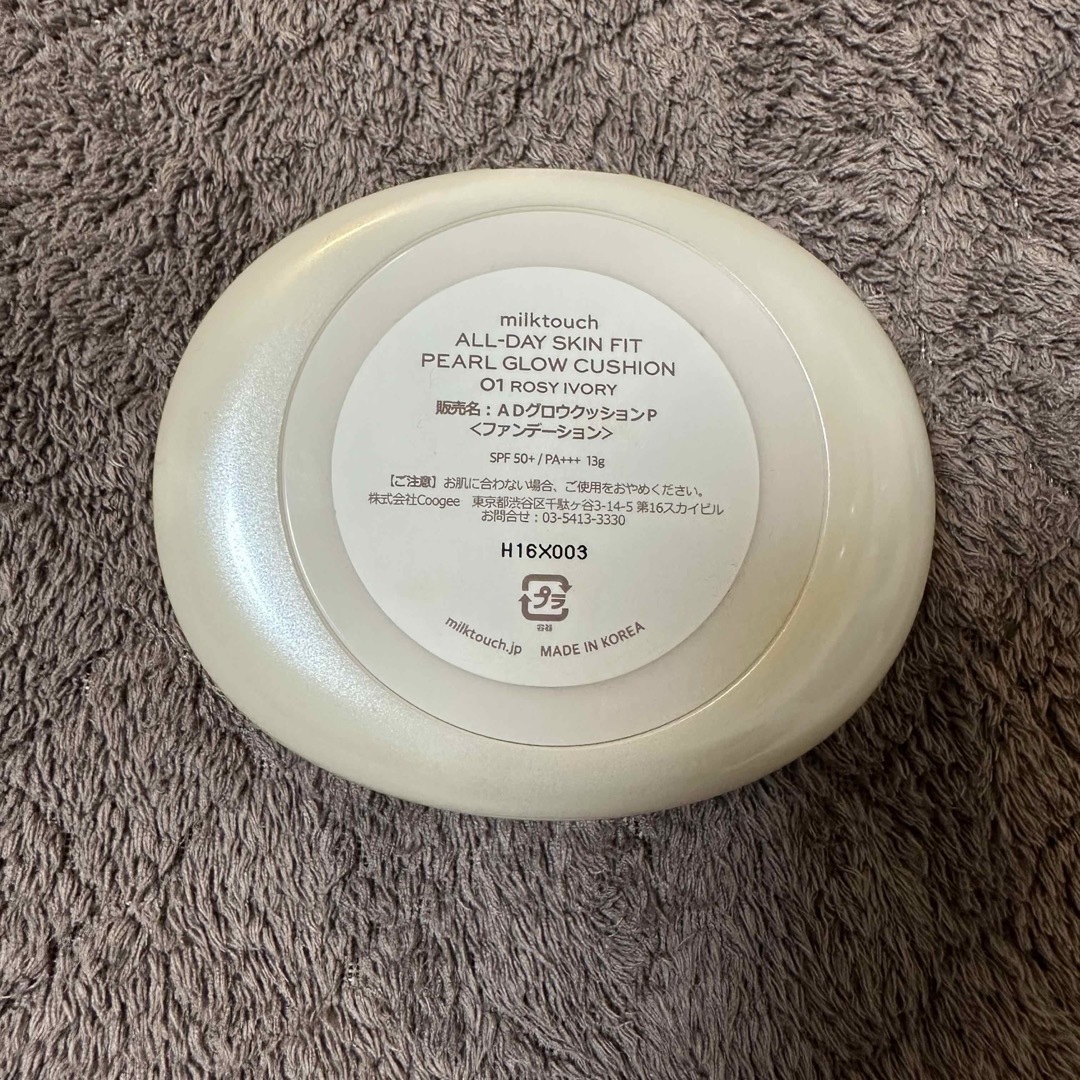 milktouch
ALL-DAY SKIN FIT
PEARL GLOW CUSHION
01 ROSY IVORY
販売名：ADグロウクッションP
<ファンデーション>
SPF 50+ / PA+++ 13g
【ご注意】お肌に合わない場合、ご使用をおやめください。
株式会社Coogee 東京都渋谷区千駄ヶ谷3-14-5 第16スカイビル
お問合せ：03-5413-3330
H16X003
プラ
容器
milktouch.jp MADE IN KOREA